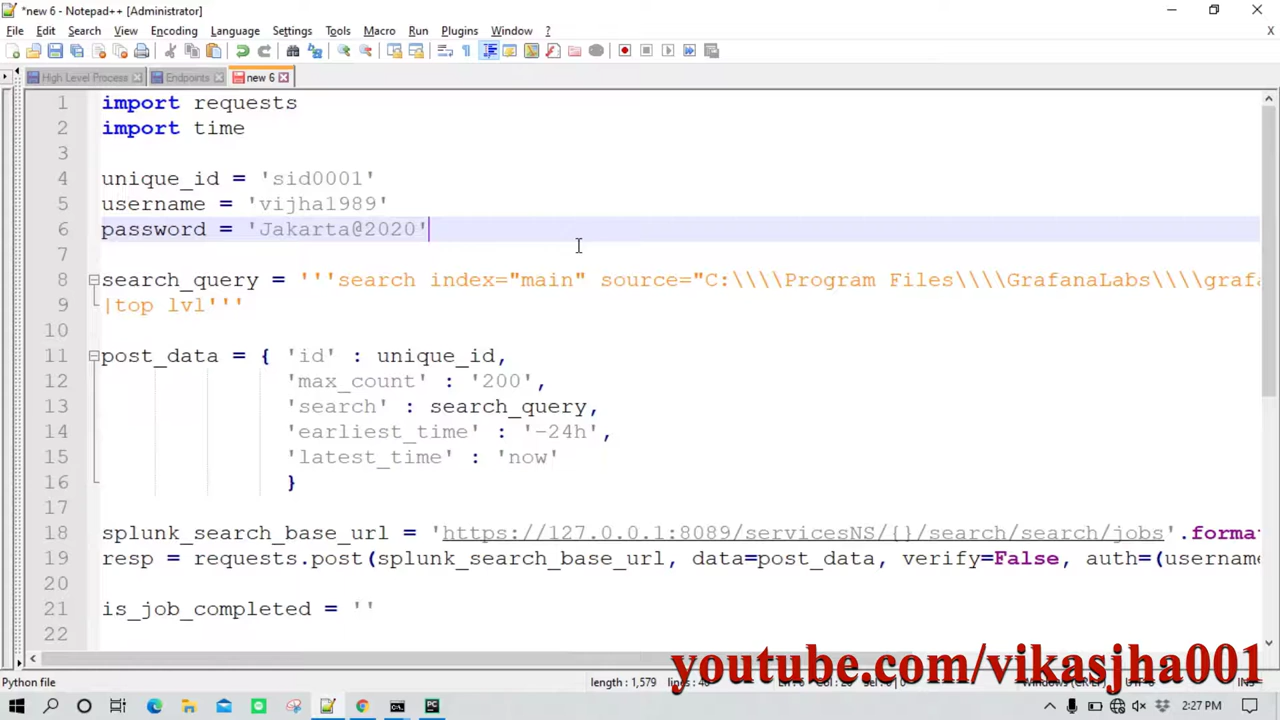 *new 6 - Notepad++ [Administrator]
File Edit Search View Encoding Language Settings Tools Macro Run Plugins Window ?
High Level Process Endpoints new 6
1 import requests
2 import time
3
4 unique_id = 'sid0001'
5 username = 'vijha1989'
6 password = 'Jakarta@2020'
7
8 search_query = '''search index="main" source="C:\\\\Program Files\\\\GrafanaLabs\\\\grafa
9 |top lvl'''
10
11 post_data = { 'id' : unique_id,
12 'max_count' : '200',
13 'search' : search_query,
14 'earliest_time' : '-24h',
15 'latest_time' : 'now'
16 }
17
18 splunk_search_base_url = 'https://127.0.0.1:8089/servicesNS/{}/search/search/jobs'.forma
19 resp = requests.post(splunk_search_base_url, data=post_data, verify=False, auth=(username
20
21 is_job_completed = ''
22
youtube.com/vikasjha001
Python file length : 1,579
2:27 PM